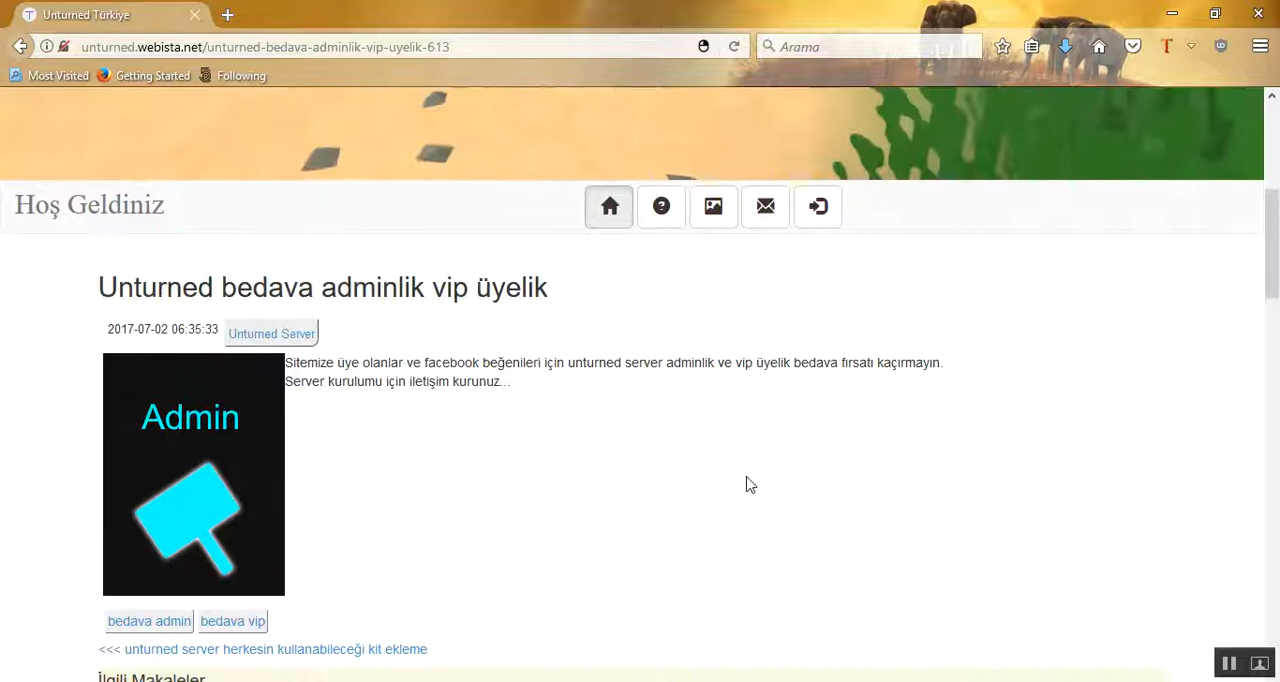 Unturned Türkiye
unturned.webista.net/unturned-bedava-adminlik-vip-uyelik-613
Arama
Most Visited
Getting Started
Following
Hoş Geldiniz
Unturned bedava adminlik vip üyelik
2017-07-02 06:35:33
Unturned Server
Sitemize üye olanlar ve facebook beğenileri için unturned server adminlik ve vip üyelik bedava fırsatı kaçırmayın.
Server kurulumu için iletişim kurunuz...
Admin
bedava admin
bedava vip
<<< unturned server herkesin kullanabileceği kit ekleme
İlgili Makaleler